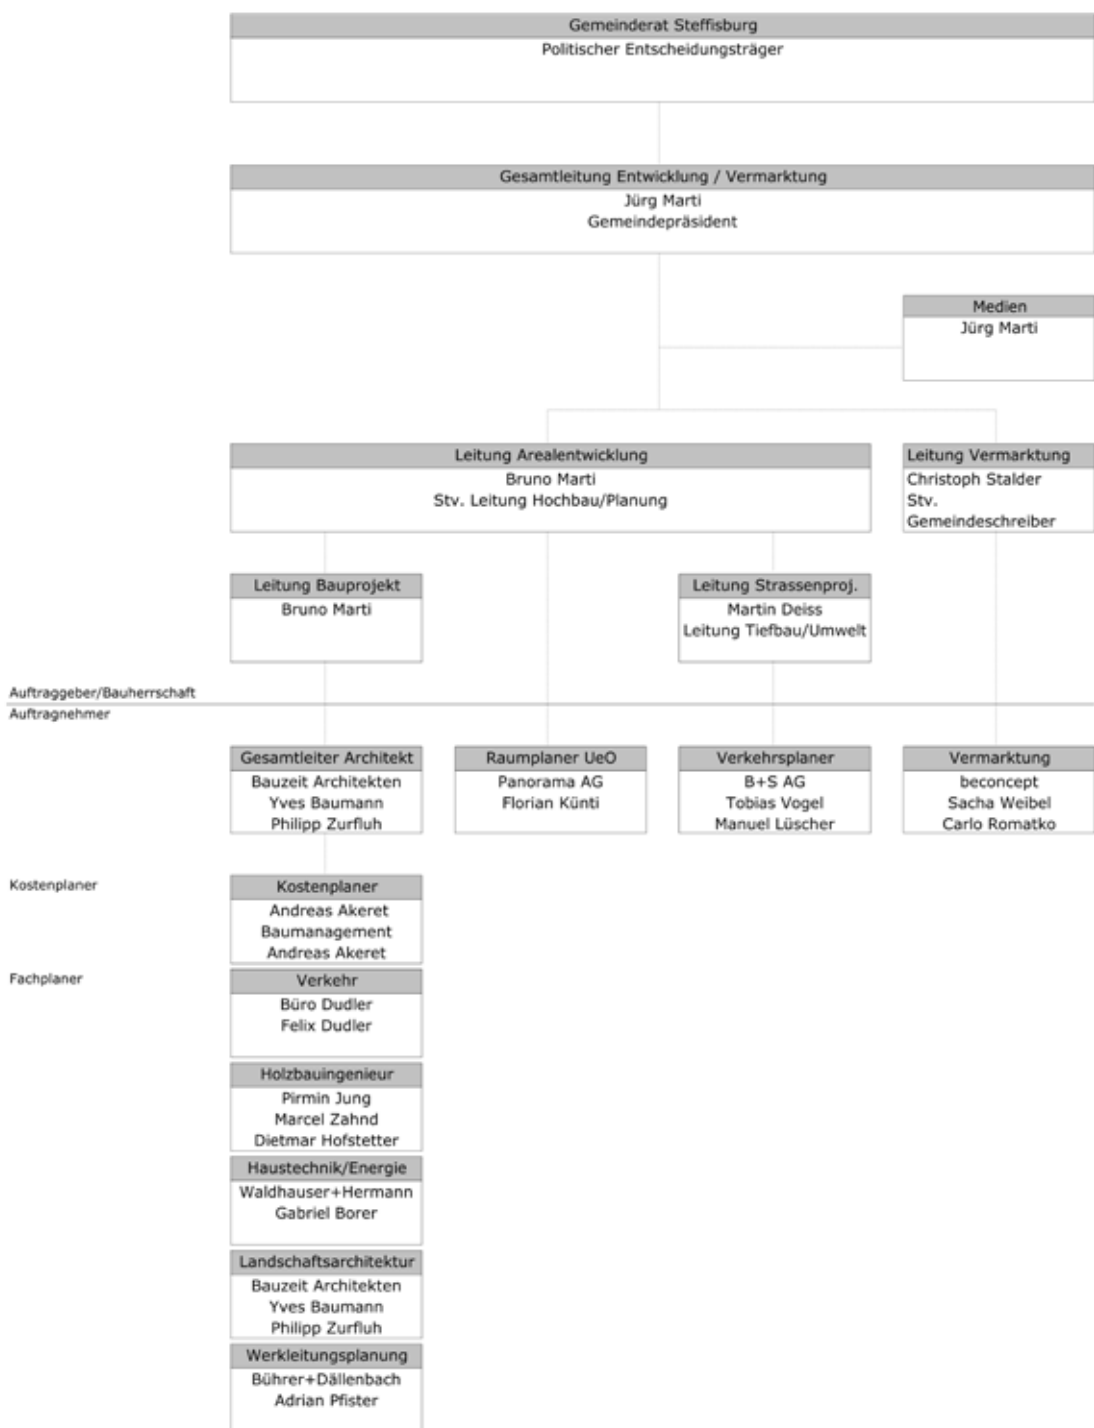 Gemeinderat Steffisburg
Politischer Entscheidungsträger
Gesamtleitung Entwicklung / Vermarktung
Jürg Marti
Gemeindepräsident
Medien
Jürg Marti
Leitung Arealentwicklung
Bruno Marti
Stv. Leitung Hochbau/Planung
Leitung Vermarktung
Christoph Stalder
Stv.
Gemeindeschreiber
Leitung Bauprojekt
Bruno Marti
Leitung Strassenproj.
Martin Deiss
Leitung Tiefbau/Umwelt
Auftraggeber/Bauherrschaft
Auftragnehmer
Gesamtleiter Architekt
Bauzeit Architekten
Yves Baumann
Philipp Zurfluh
Raumplaner UeO
Panorama AG
Florian Künti
Verkehrsplaner
B+S AG
Tobias Vogel
Manuel Lüscher
Vermarktung
beconcept
Sacha Weibel
Carlo Romatko
Kostenplaner
Kostenplaner
Andreas Akeret
Baumanagement
Andreas Akeret
Fachplaner
Verkehr
Büro Dudler
Felix Dudler
Holzbauingenieur
Pirmin Jung
Marcel Zahnd
Dietmar Hofstetter
Haustechnik/Energie
Waldhauser+Hermann
Gabriel Borer
Landschaftsarchitektur
Bauzeit Architekten
Yves Baumann
Philipp Zurfluh
Werkleitungsplanung
Bührer+Dällenbach
Adrian Pfister